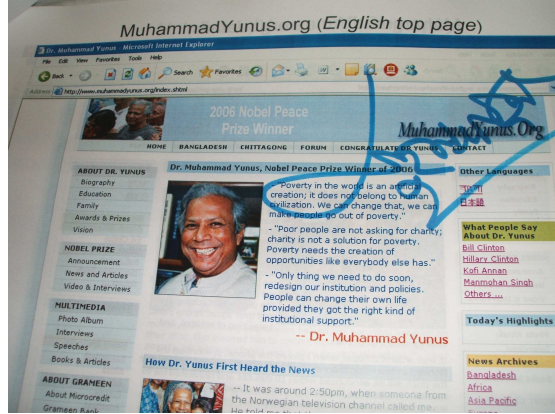 MuhammadYunus.org (English top page)
Dr. Muhammad Yunus - Microsoft Internet Explorer
File Edit View Favorites Tools Help
Back Search Favorites
Address http://www.muhammadyunus.org/index.shtml
2006 Nobel Peace
Prize Winner
MuhammadYunus.Org
HOME BANGLADESH CHITTAGONG FORUM CONGRATULATE DR YUNUS CONTACT
ABOUT DR. YUNUS
Biography
Education
Family
Awards & Prizes
Vision
NOBEL PRIZE
Announcement
News and Articles
Video & Interviews
MULTIMEDIA
Photo Album
Interviews
Speeches
Books & Articles
ABOUT GRAMEEN
About Microcredit
Grameen Bank
Dr. Muhammad Yunus, Nobel Peace Prize Winner of 2006
"Poverty in the world is an artificial
creation; it does not belong to human
civilization. We can change that, we can
make people go out of poverty."
- "Poor people are not asking for charity;
charity is not a solution for poverty.
Poverty needs the creation of
opportunities like everybody else has."
- "Only thing we need to do soon,
redesign our institution and policies.
People can change their own life
provided they got the right kind of
institutional support."
-- Dr. Muhammad Yunus
How Dr. Yunus First Heard the News
-- It was around 2:50pm, when someone from
the Norwegian television channel called me.
He told me that
Other Languages
日本語
What People Say
About Dr. Yunus
Bill Clinton
Hillary Clinton
Kofi Annan
Manmohan Singh
Others ...
Today's Highlights
News Archives
Bangladesh
Africa
Asia Pacific